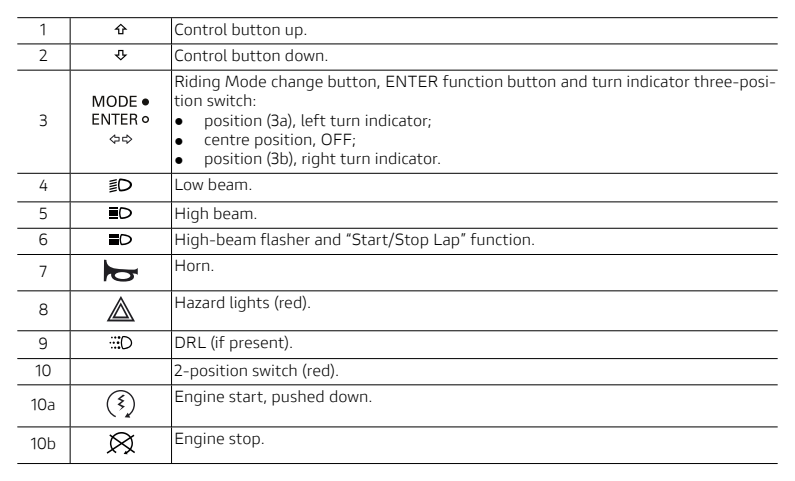 1 Control button up.
2 Control button down.
Riding Mode change button, ENTER function button and turn indicator three-posi-
3 MODE ● tion switch:
ENTER o ● position (3a), left turn indicator;
⇦⇨ ● centre position, OFF;
● position (3b), right turn indicator.
4 Low beam.
5 High beam.
6 High-beam flasher and “Start/Stop Lap” function.
7 Horn.
8 Hazard lights (red).
9 DRL (if present).
10 2-position switch (red).
10a Engine start, pushed down.
10b Engine stop.